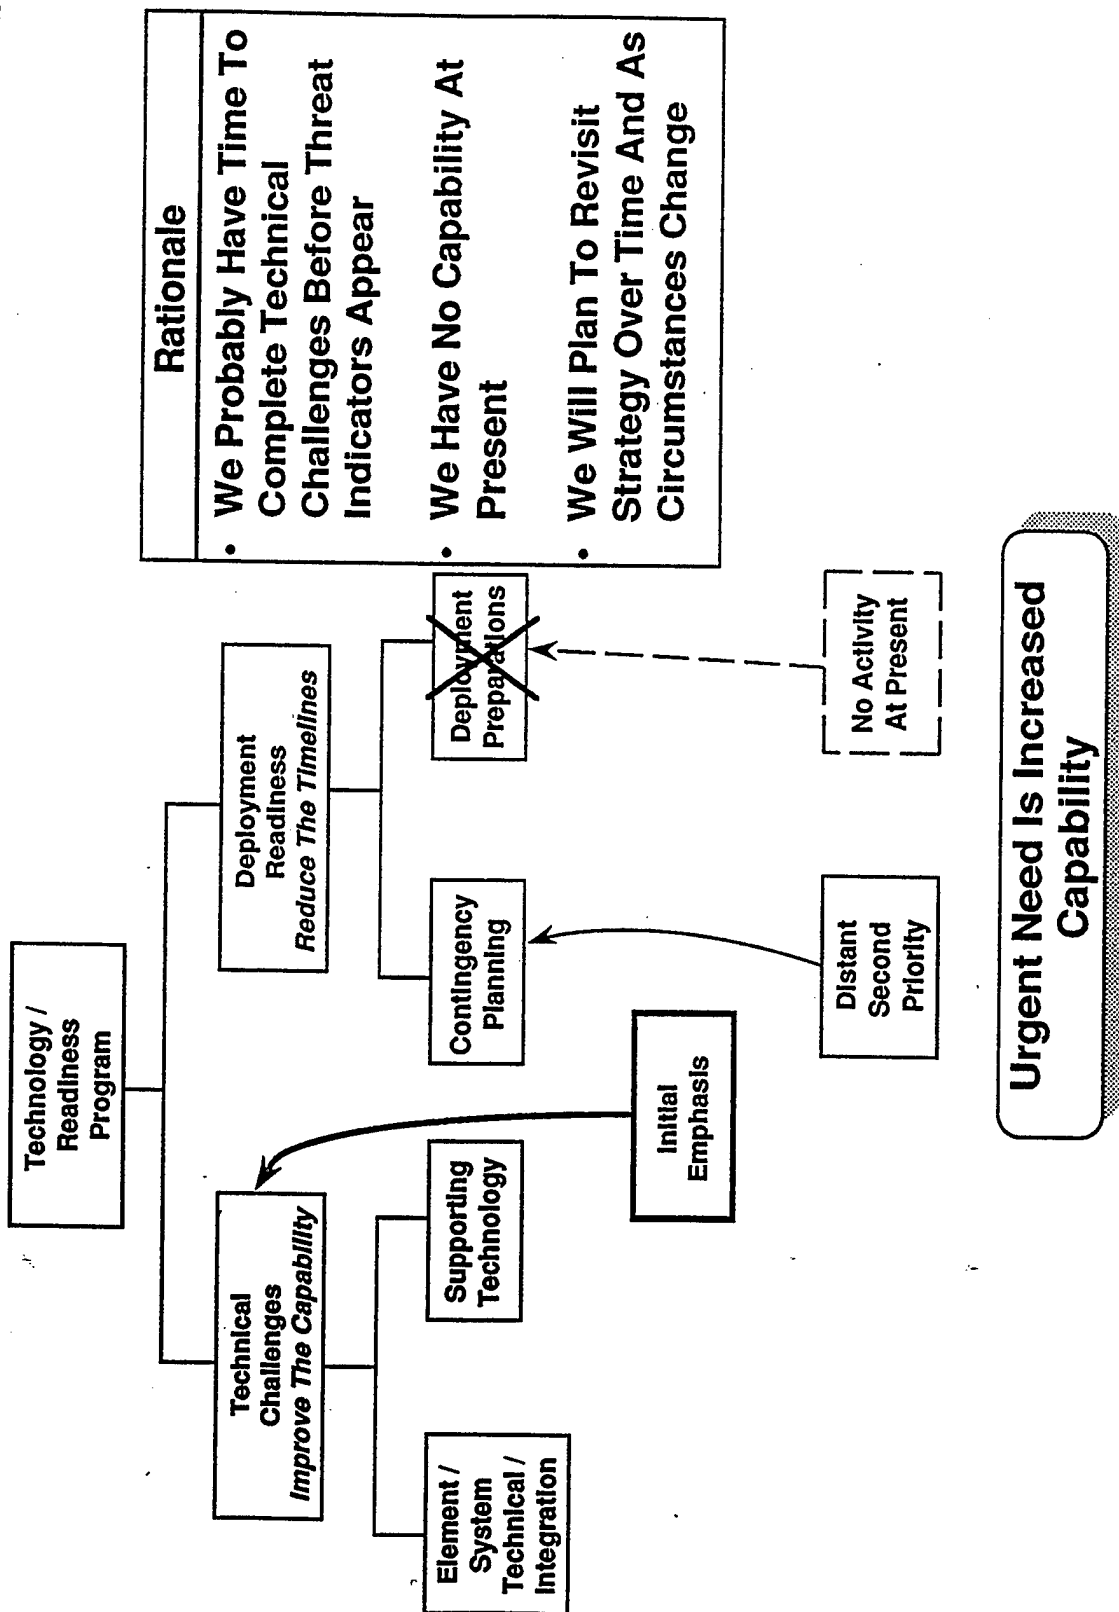 Technology /
Readiness
Program
Technical
Challenges
Improve The Capability
Deployment
Readiness
Reduce The Timelines
Element /
System
Technical /
Integration
Supporting
Technology
Contingency
Planning
Deployment
Preparations
Initial
Emphasis
Distant
Second
Priority
No Activity
At Present
Rationale
• We Probably Have Time To
Complete Technical
Challenges Before Threat
Indicators Appear
• We Have No Capability At
Present
• We Will Plan To Revisit
Strategy Over Time And As
Circumstances Change
Urgent Need Is Increased
Capability